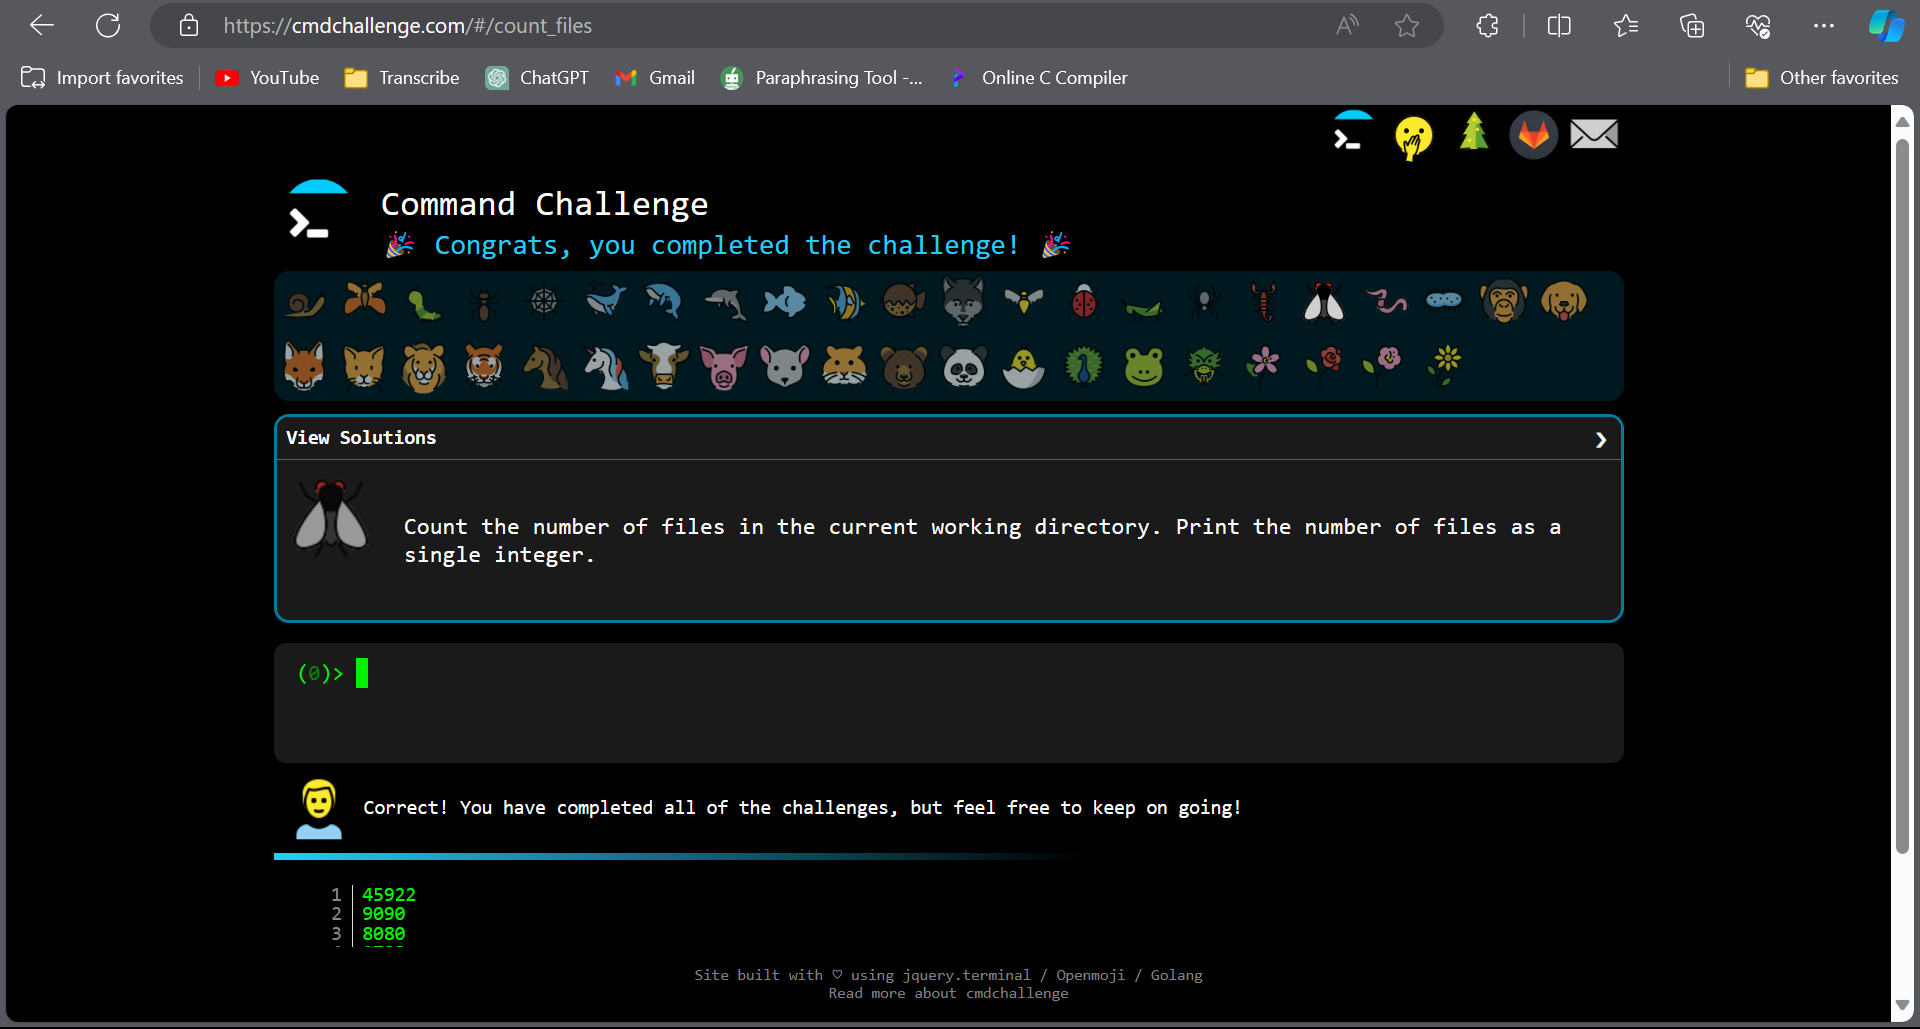 https://cmdchallenge.com/#/count_files
Import favorites
YouTube
Transcribe
ChatGPT
Gmail
Paraphrasing Tool -...
Online C Compiler
Other favorites
Command Challenge
🎉 Congrats, you completed the challenge! 🎉
View Solutions
Count the number of files in the current working directory. Print the number of files as a
single integer.
(0)>
Correct! You have completed all of the challenges, but feel free to keep on going!
1 45922
2 9090
3 8080
Site built with ♡ using jquery.terminal / Openmoji / Golang
Read more about cmdchallenge